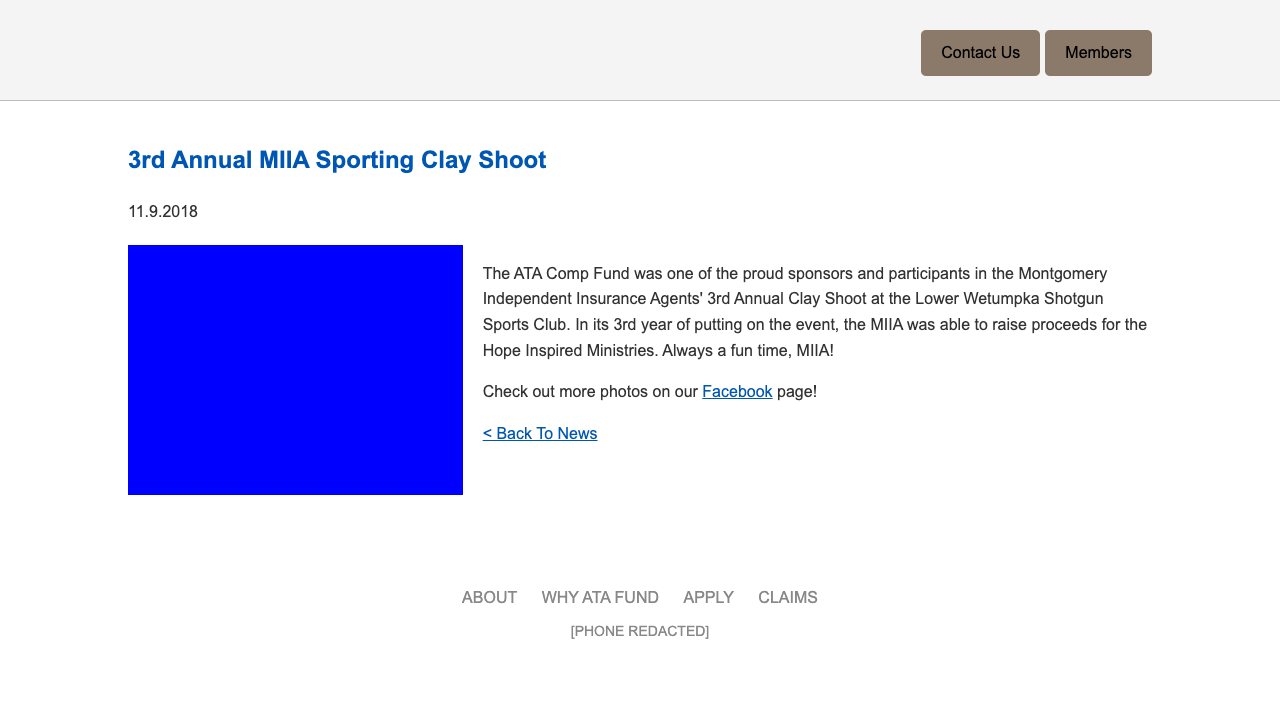 Contact Us
Members
3rd Annual MIIA Sporting Clay Shoot
11.9.2018
The ATA Comp Fund was one of the proud sponsors and participants in the Montgomery
Independent Insurance Agents' 3rd Annual Clay Shoot at the Lower Wetumpka Shotgun
Sports Club. In its 3rd year of putting on the event, the MIIA was able to raise proceeds for the
Hope Inspired Ministries. Always a fun time, MIIA!
Check out more photos on our Facebook page!
< Back To News
ABOUT WHY ATA FUND APPLY CLAIMS
[PHONE REDACTED]